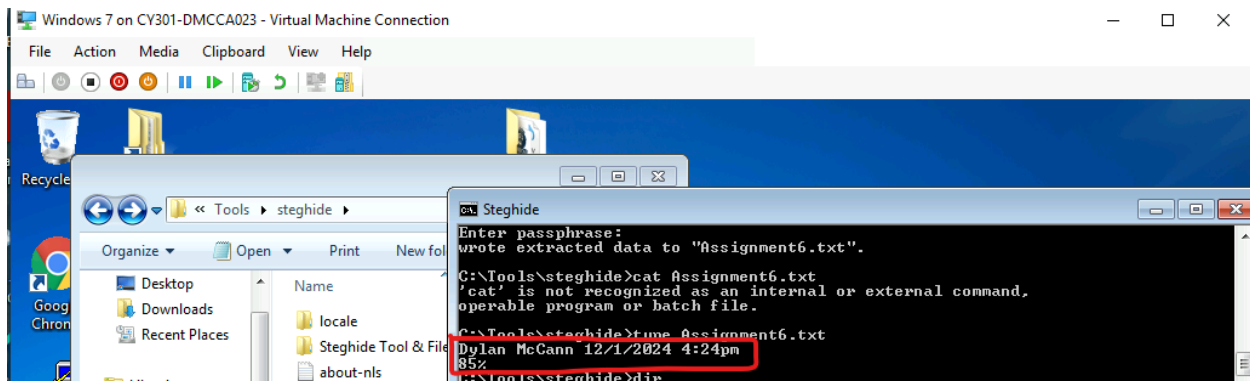 Windows 7 on CY301-DMCCA023 - Virtual Machine Connection
File Action Media Clipboard View Help
Recycle
« Tools ▸ steghide ▸
Organize Open Print New fol
Desktop
Downloads
Recent Places
Name
locale
Steghide Tool & File
about-nls
Goog
Chron
Steghide
Enter passphrase:
wrote extracted data to "Assignment6.txt".
C:\Tools\steghide>cat Assignment6.txt
'cat' is not recognized as an internal or external command,
operable program or batch file.
C:\Tools\steghide>type Assignment6.txt
Dylan McCann 12/1/2024 4:24pm
85%
C:\Tools\steghide>dir